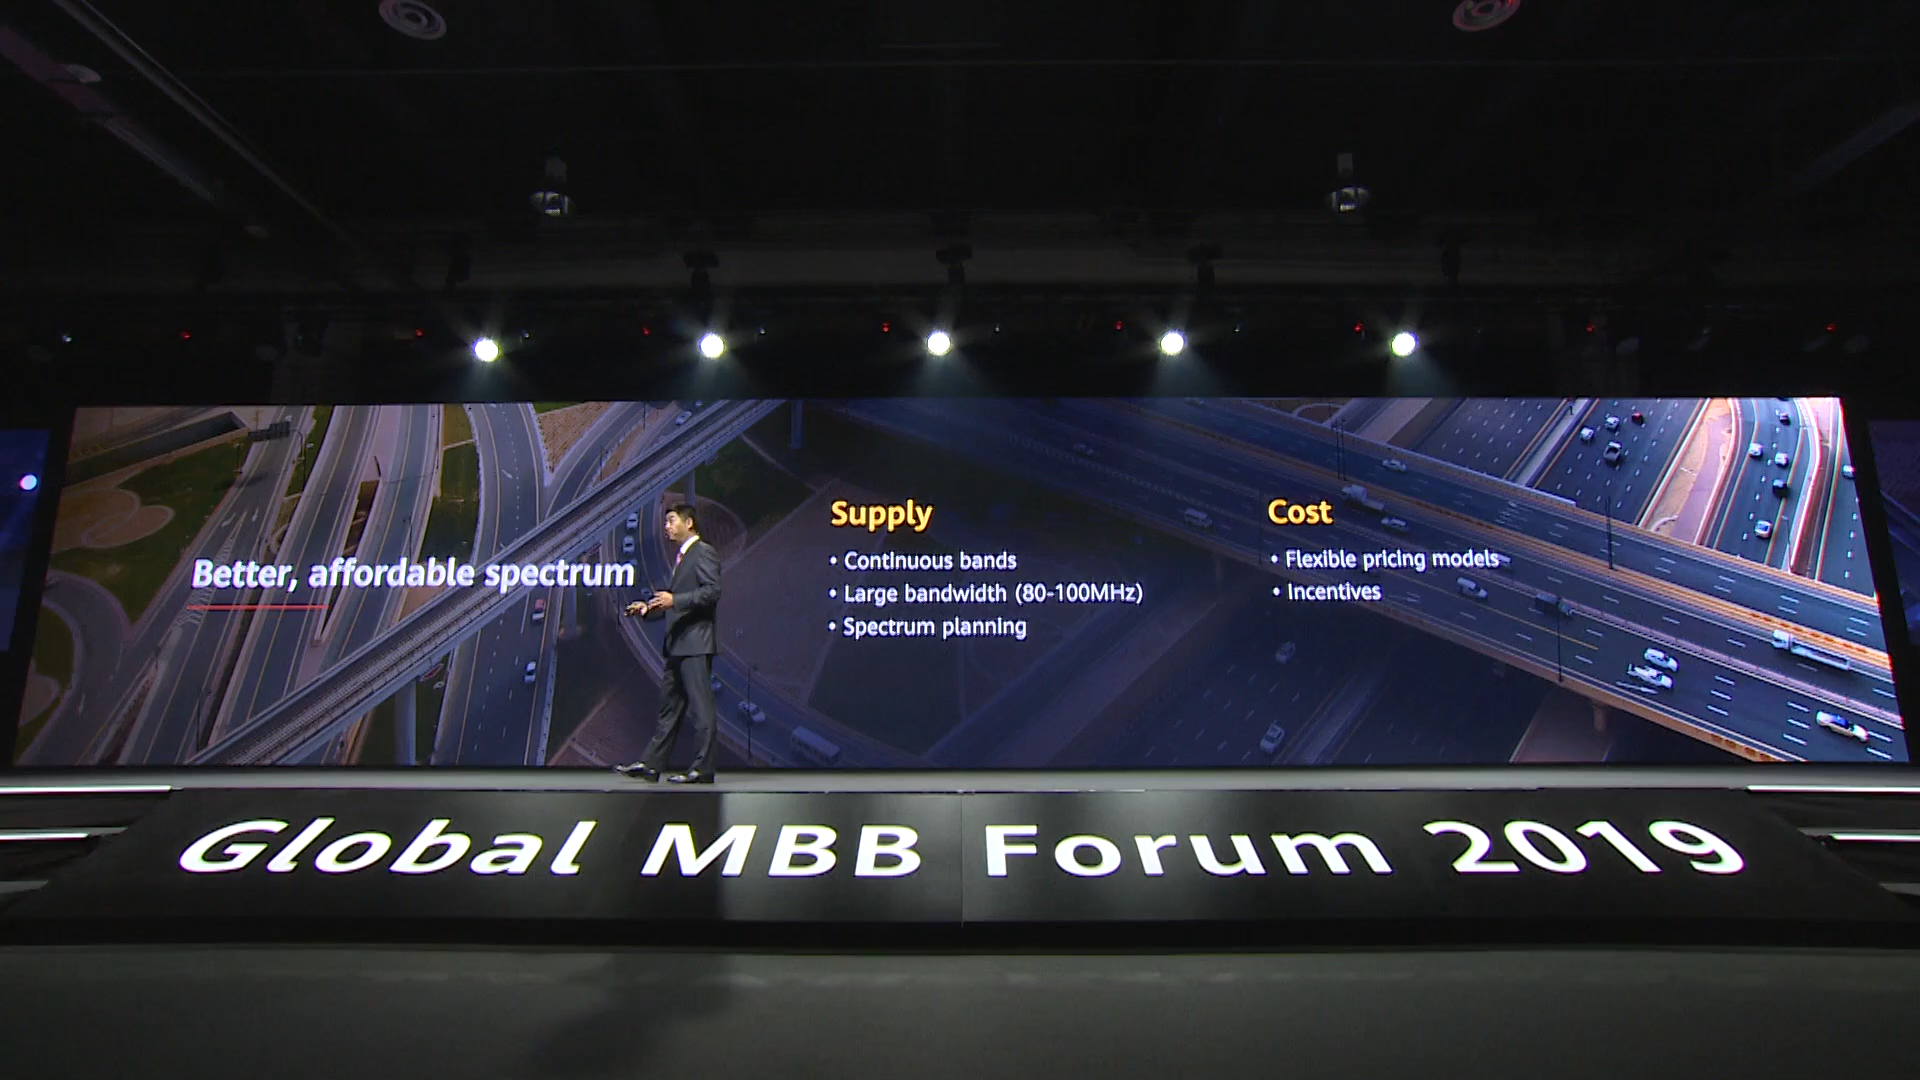 Better, affordable spectrum
Supply
• Continuous bands
• Large bandwidth (80-100MHz)
• Spectrum planning
Cost
• Flexible pricing models
• Incentives
Global MBB Forum 2019